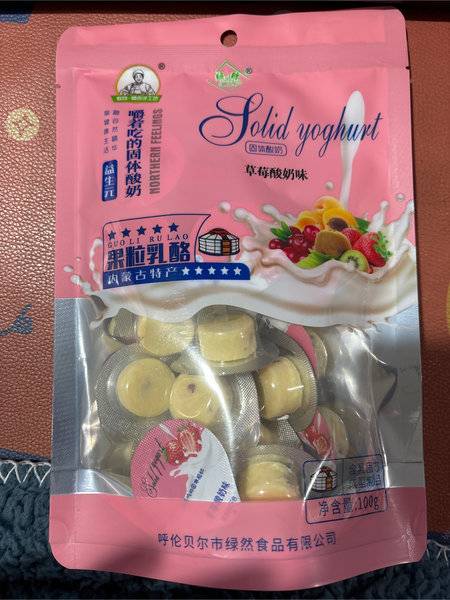 嚼着吃的固体酸奶
NORTHERN FEELINGS
益生元
Solid yoghurt
固体酸奶
草莓酸奶味
GUO LI RU LAO
果粒乳酪
内蒙古特产
Solid yogurt
净含量:100g
呼伦贝尔市绿然食品有限公司